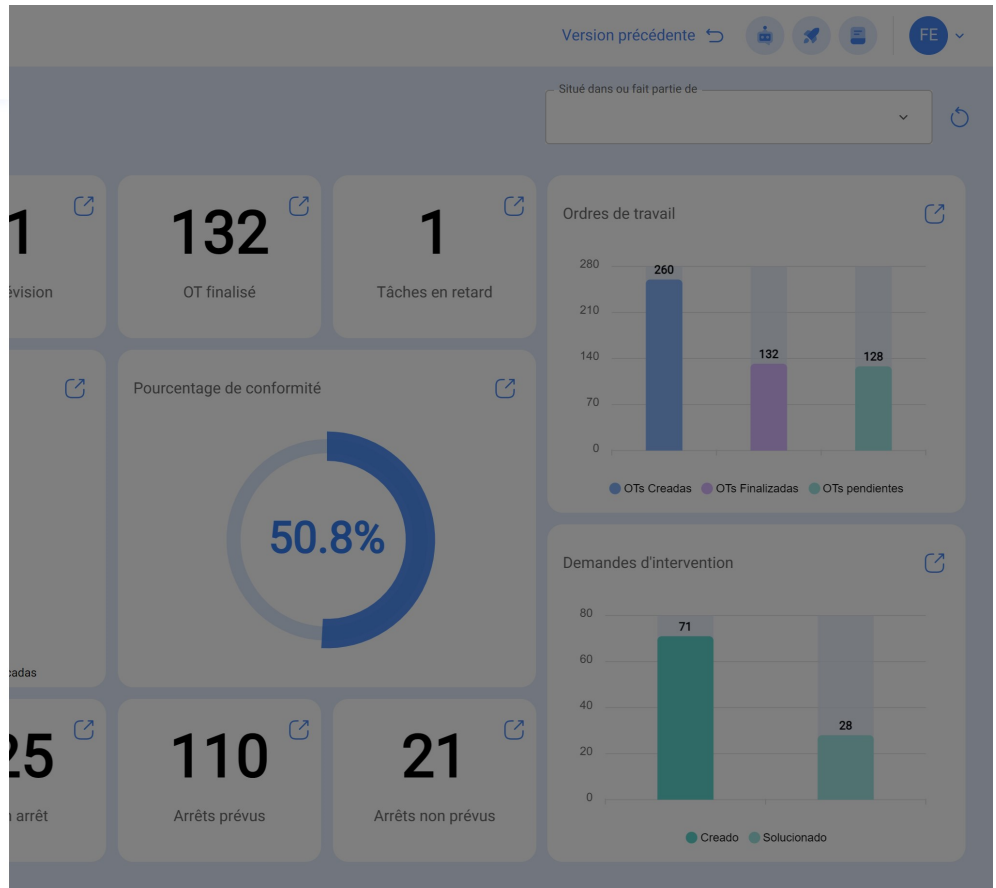 Version précédente
FE
Situé dans ou fait partie de
1
évision
132
OT finalisé
1
Tâches en retard
Ordres de travail
280
210
140
70
0
260
132
128
OTs Creadas
OTs Finalizadas
OTs pendientes
cadas
Pourcentage de conformité
50.8%
Demandes d'intervention
80
60
40
20
0
71
28
Creado
Solucionado
25
n arrêt
110
Arrêts prévus
21
Arrêts non prévus